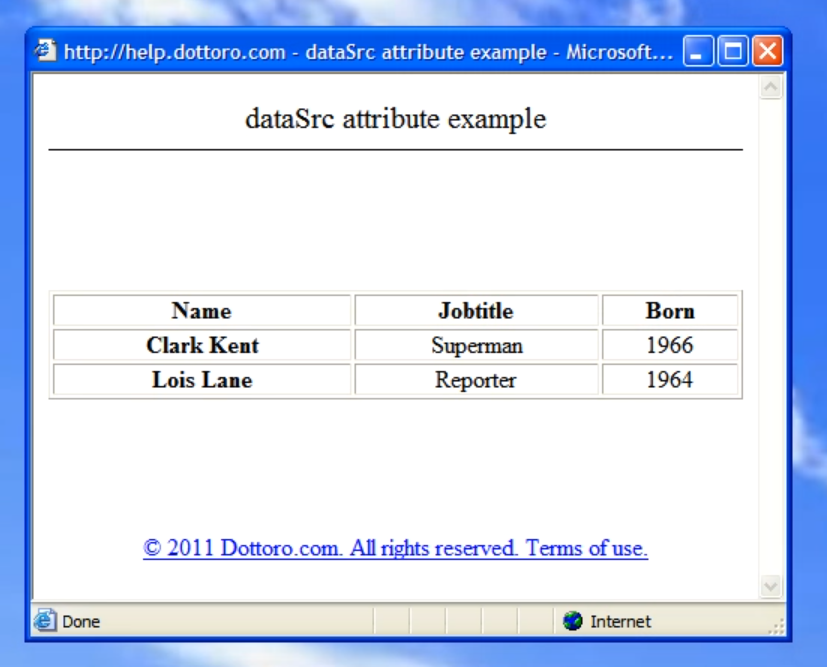 http://help.dottoro.com - dataSrc attribute example - Microsoft...
dataSrc attribute example
Name Jobtitle Born
Clark Kent Superman 1966
Lois Lane Reporter 1964
© 2011 Dottoro.com. All rights reserved. Terms of use.
Done Internet